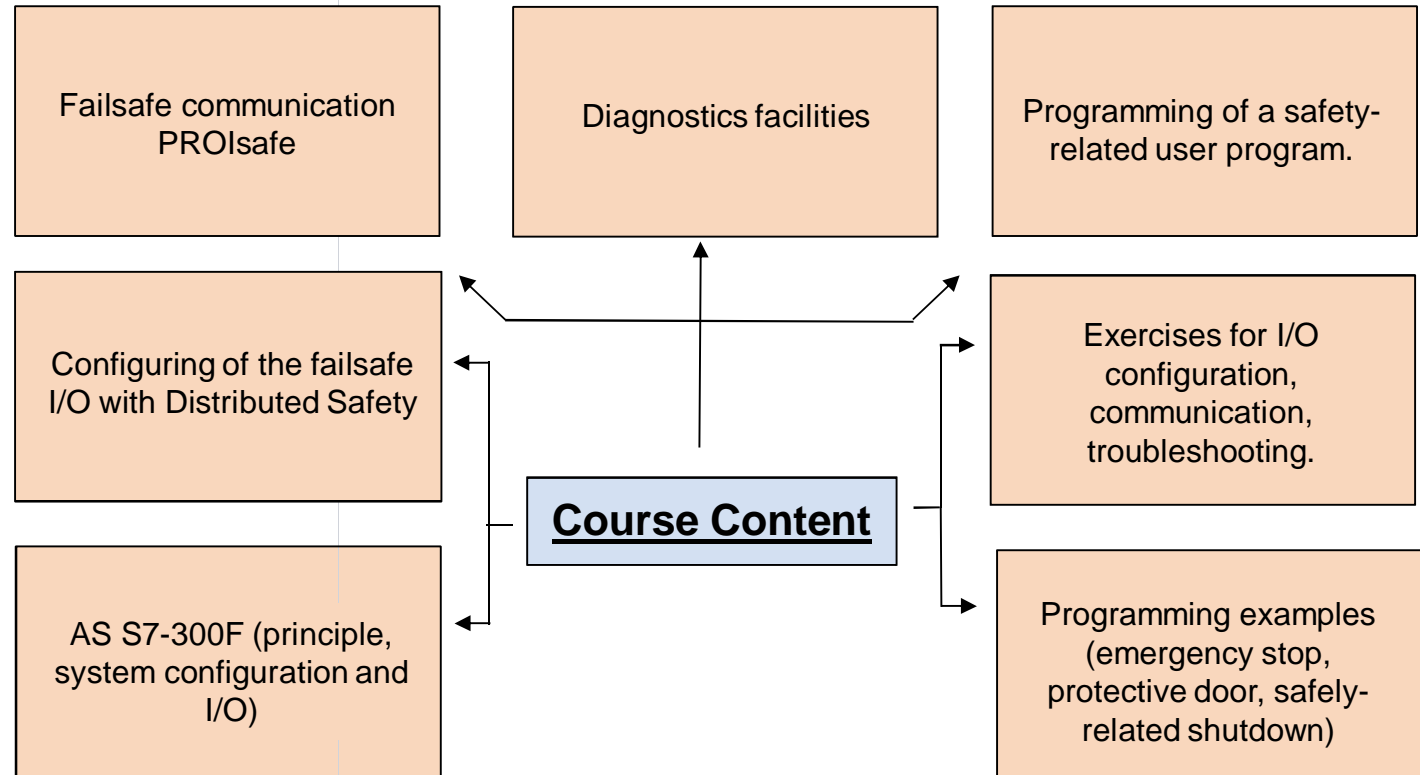 Failsafe communication
PROIsafe
Diagnostics facilities
Programming of a safety-
related user program.
Configuring of the failsafe
I/O with Distributed Safety
Exercises for I/O
configuration,
communication,
troubleshooting.
Course Content
AS S7-300F (principle,
system configuration and
I/O)
Programming examples
(emergency stop,
protective door, safely-
related shutdown)